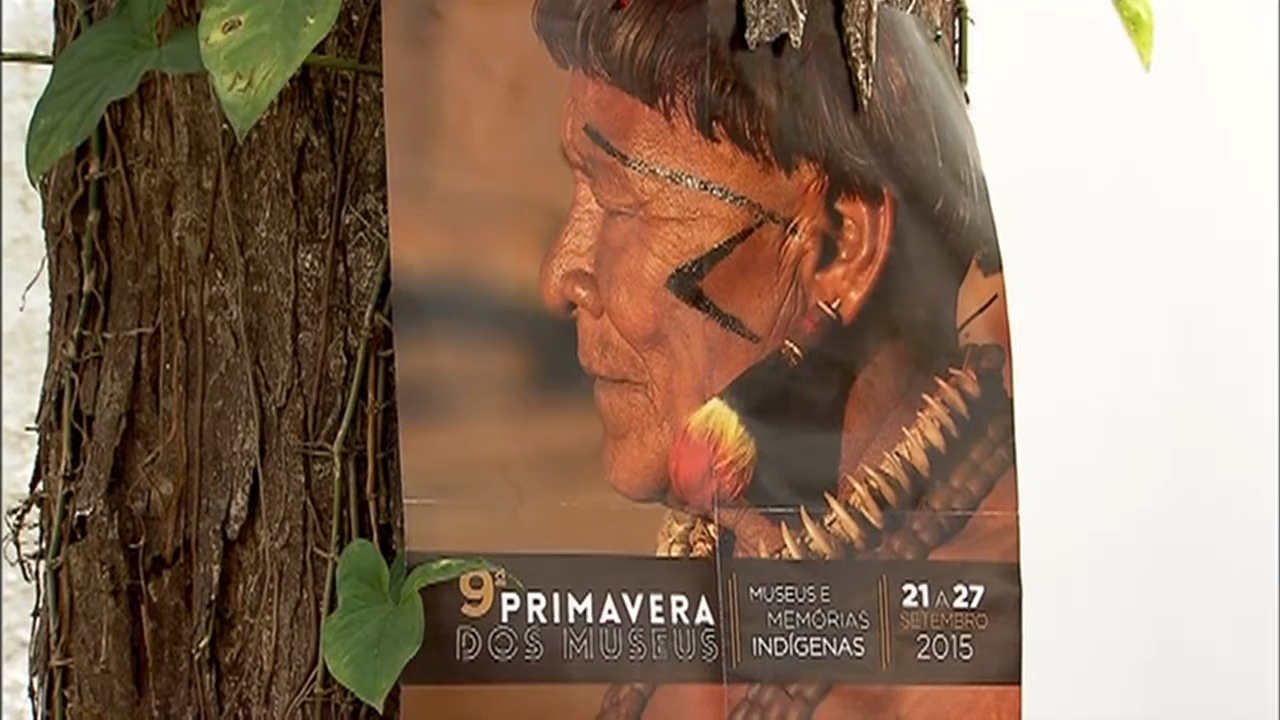 9ª PRIMAVERA
DOS MUSEUS
MUSEUS E
MEMÓRIAS
INDÍGENAS
21 A 27
SETEMBRO
2015